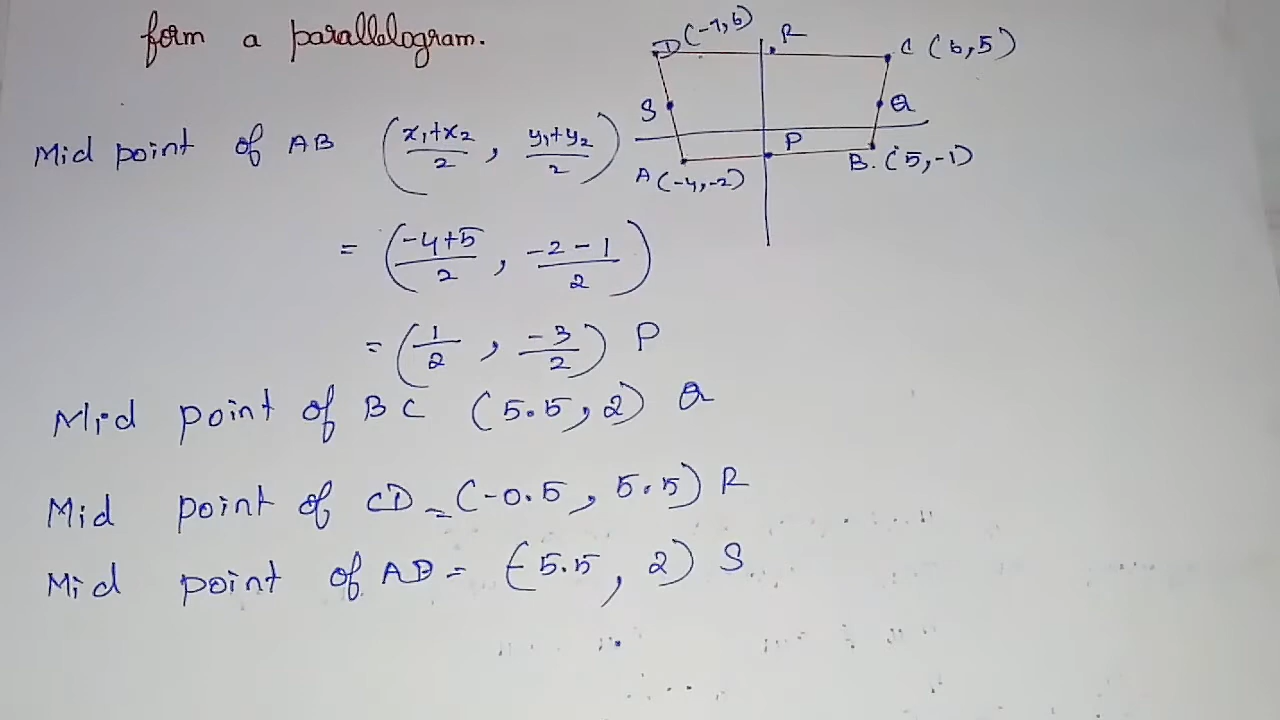 form a parallelogram.
D (-7,6) R C (6,5)
S Q
P
A (-4,-2) B. (5,-1)
Mid point of AB (x₁+x₂/2 , y₁+y₂/2)
= (-4+5/2 , -2-1/2)
= (1/2 , -3/2) P
Mid point of BC (5.5, 2) Q
Mid point of CD = (-0.5, 5.5) R
Mid point of AD = (-5.5, 2) S